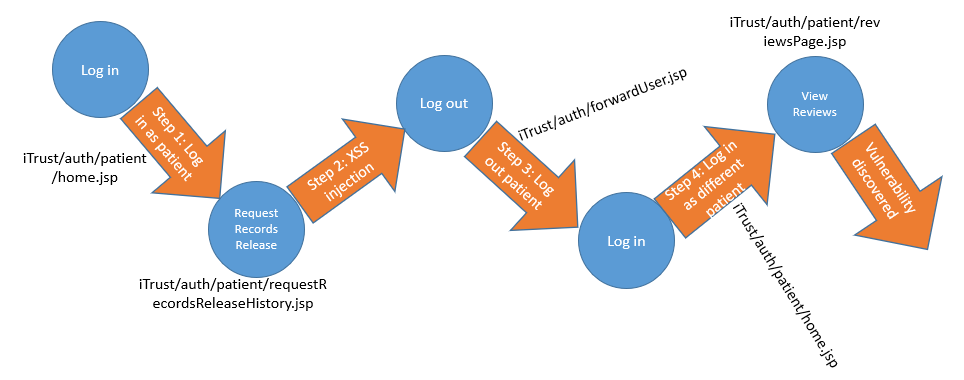 Log in
Step 1: Log
in as patient
iTrust/auth/patient
/home.jsp
Request
Records
Release
iTrust/auth/patient/requestR
ecordsReleaseHistory.jsp
Step 2: XSS
injection
Log out
iTrust/auth/forwardUser.jsp
Step 3: Log
out patient
Log in
Step 4: Log in
as different
patient
iTrust/auth/patient/home.jsp
iTrust/auth/patient/rev
iewsPage.jsp
View
Reviews
Vulnerability
discovered